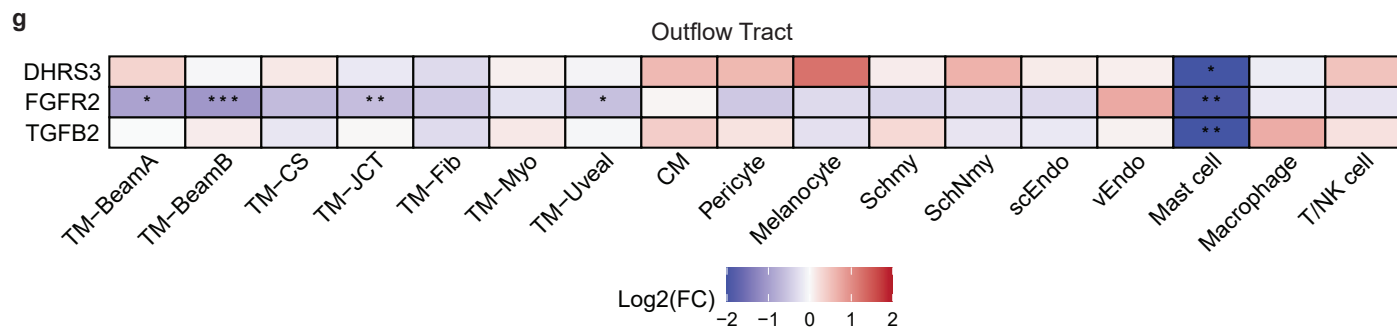 g
Outflow Tract
DHRS3 *
FGFR2 * *** ** * **
TGFB2 **
TM−BeamA TM−BeamB TM−CS TM−JCT TM−Fib TM−Myo TM−Uveal CM Pericyte Melanocyte Schmy SchNmy scEndo vEndo Mast cell Macrophage T/NK cell
Log2(FC)
−2 −1 0 1 2